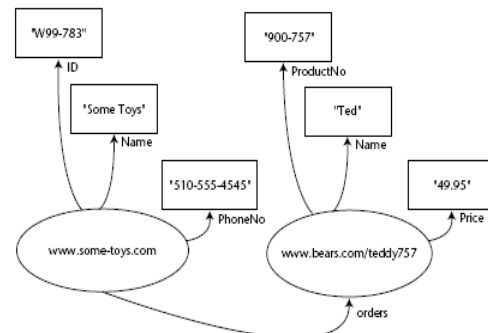 "W99-783"
ID
"Some Toys"
Name
"510-555-4545"
PhoneNo
www.some-toys.com
"900-757"
ProductNo
"Ted"
Name
"49.95"
Price
www.bears.com/teddy757
orders